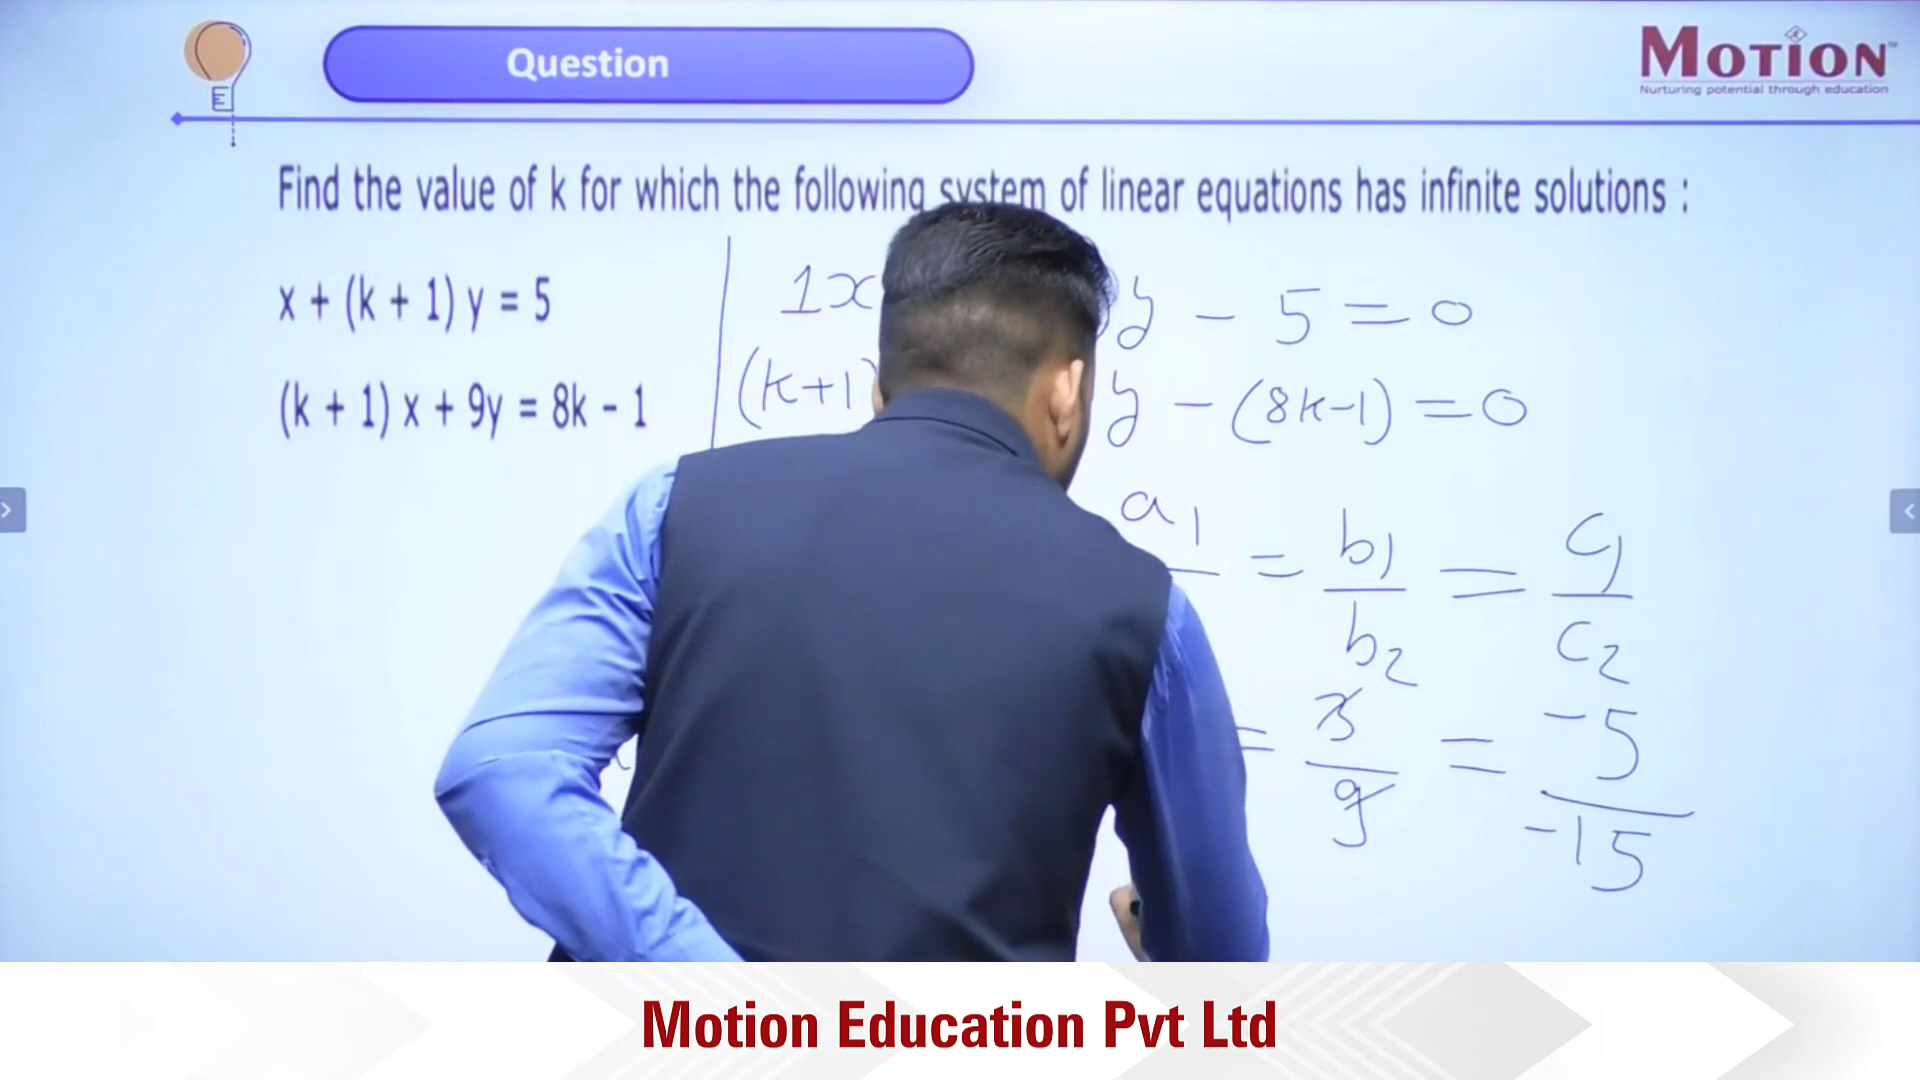 Question
MOTION
Nurturing potential through education
Find the value of k for which the following system of linear equations has infinite solutions :
x + (k + 1) y = 5
(k + 1) x + 9y = 8k - 1
1x y - 5 = 0
(k+1) y - (8k-1) = 0
a1 = b1/b2 = c1/c2
= 3/9 = -5/-15
Motion Education Pvt Ltd